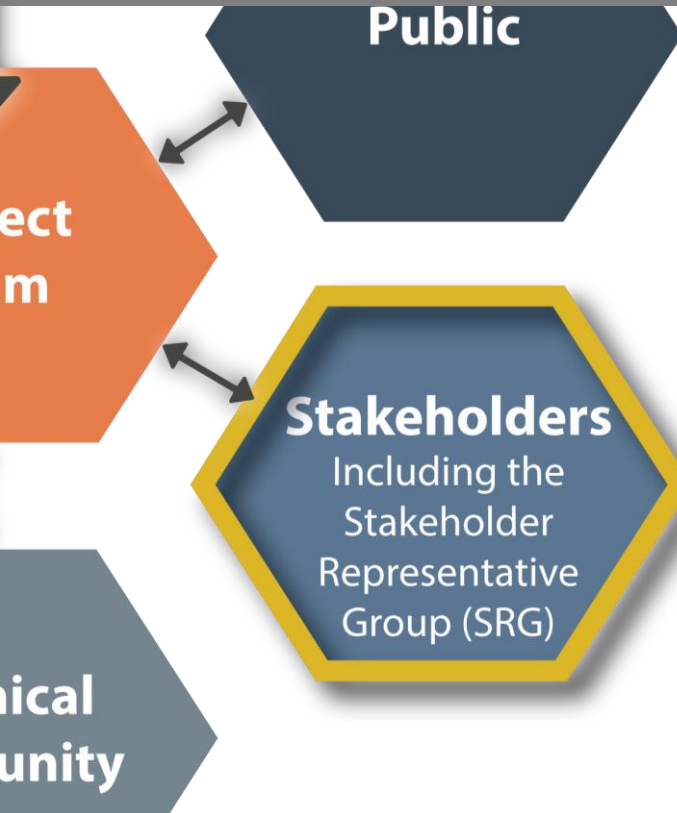 Public
ect
m
Stakeholders
Including the
Stakeholder
Representative
Group (SRG)
nical
unity